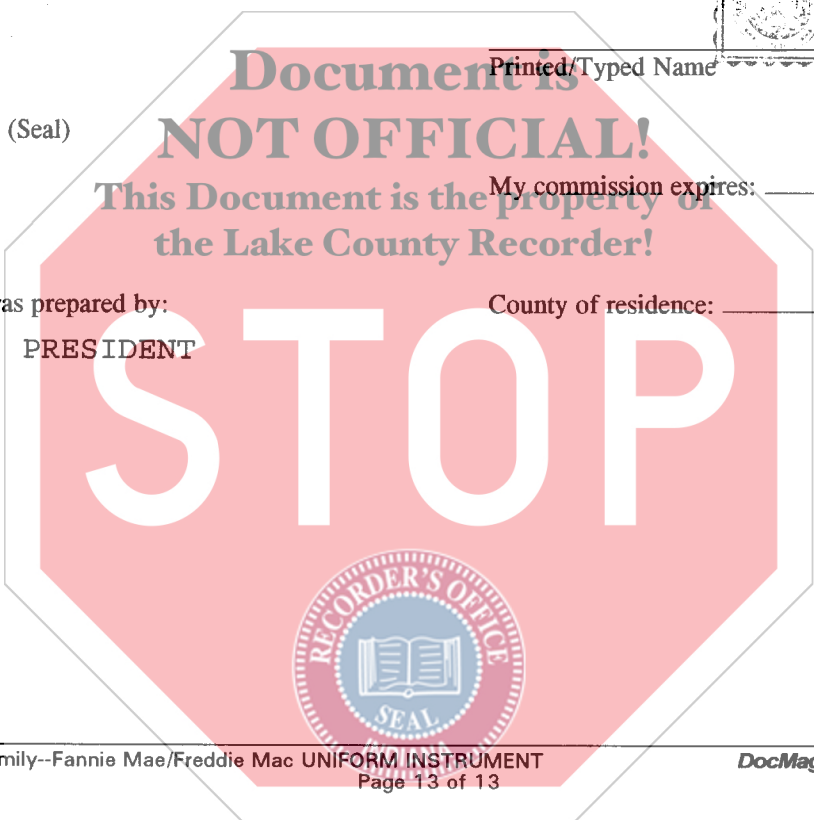 Document is
Printed/Typed Name
(Seal)
NOT OFFICIAL!
My commission expires:
This Document is the property of
the Lake County Recorder!
as prepared by:
County of residence:
PRESIDENT
STOP
RECORDER'S OFFICE
SEAL
INDIANA
mily--Fannie Mae/Freddie Mac UNIFORM INSTRUMENT
DocMag
Page 13 of 13